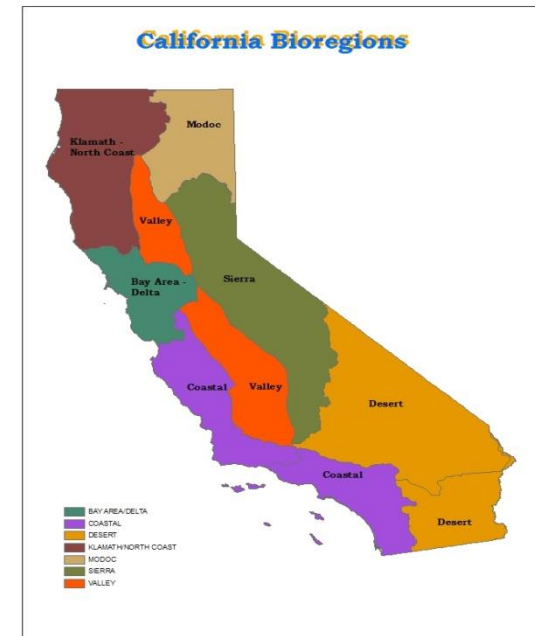 California Bioregions
Modoc
Klamath -
North Coast
Valley
Bay Area -
Delta
Sierra
Coastal
Valley
Desert
Coastal
Desert
BAY AREA/DELTA
COASTAL
DESERT
KLAMATH/NORTH COAST
MODOC
SIERRA
VALLEY